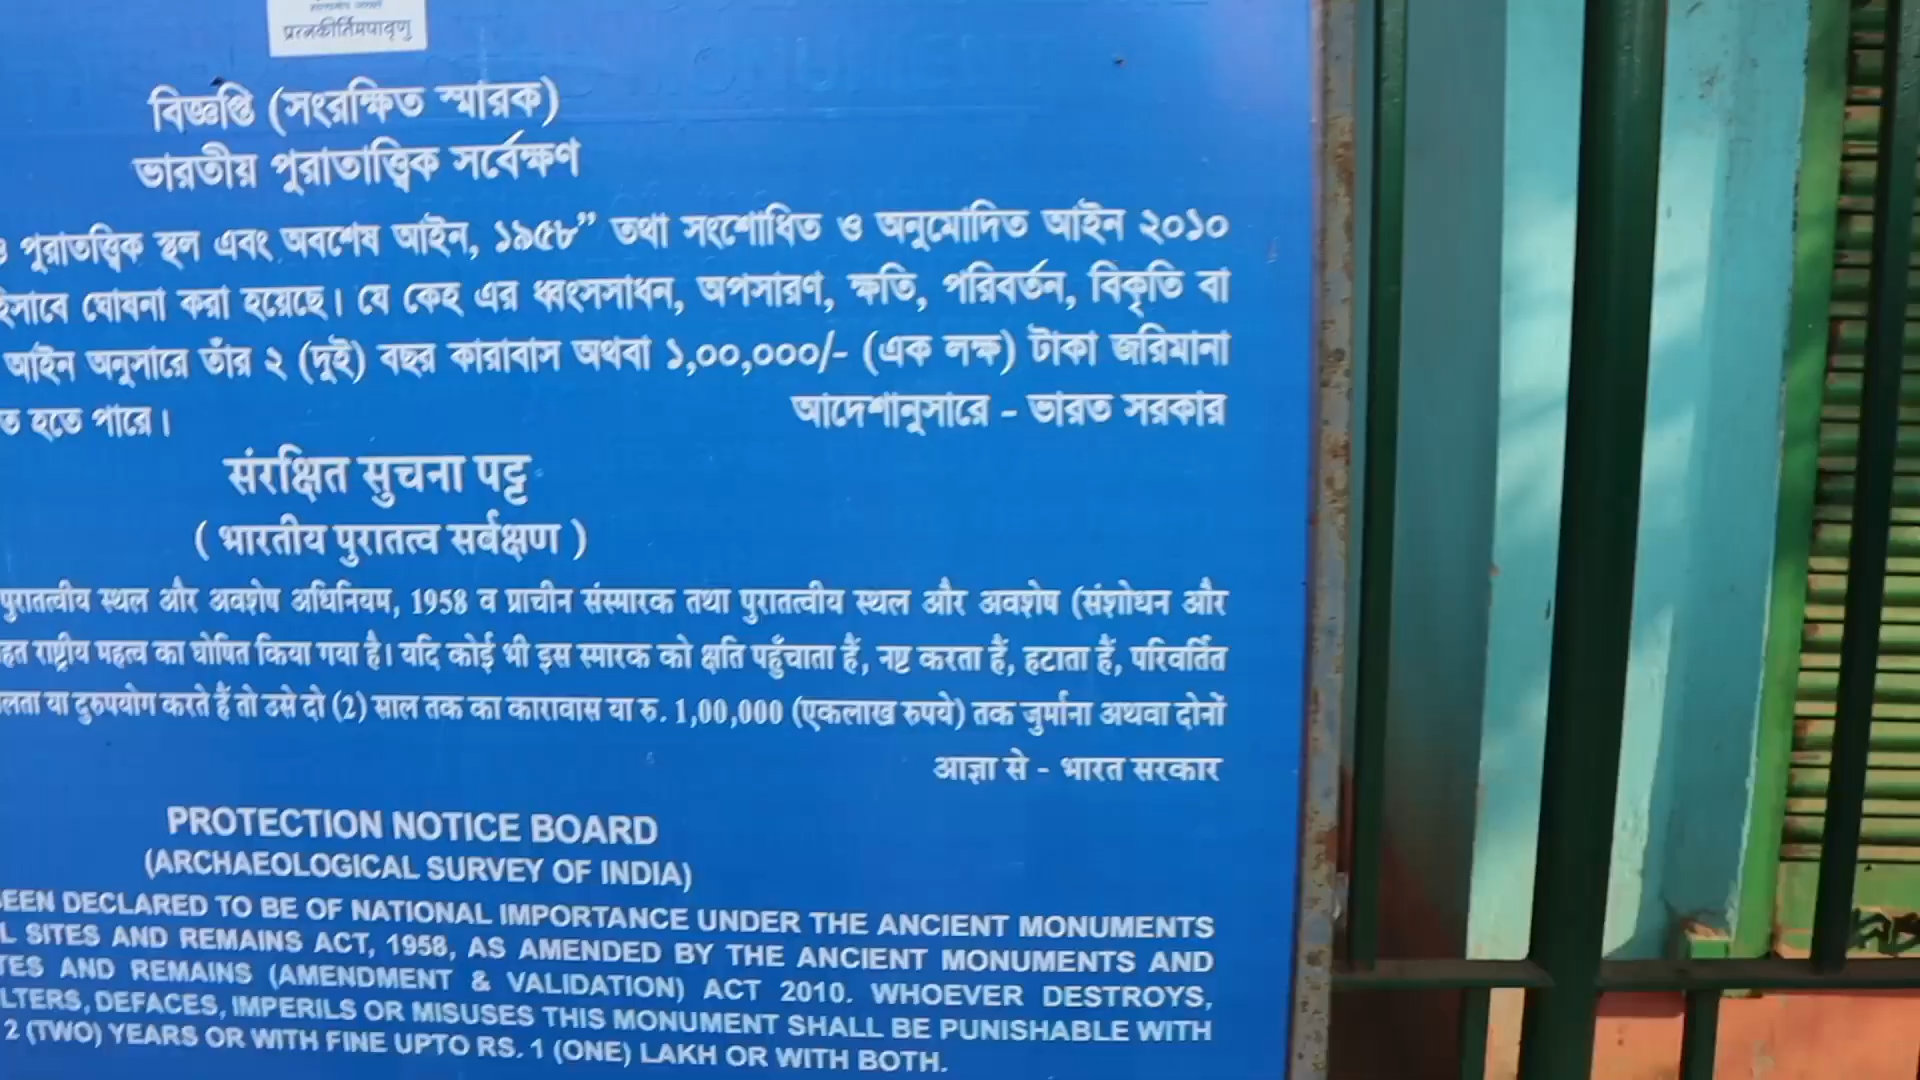 प्रत्नकीर्तिमपावृणु
বিজ্ঞপ্তি (সংরক্ষিত স্মারক)
ভারতীয় পুরাতাত্ত্বিক সর্বেক্ষণ
পুরাতত্ত্বিক স্থল এবং অবশেষ আইন, ১৯৫৮” তথা সংশোধিত ও অনুমোদিত আইন ২০১০
ঘোষনা করা হয়েছে। যে কেহ এর ধ্বংসসাধন, অপসারণ, ক্ষতি, পরিবর্তন, বিকৃতি বা
আইন অনুসারে তাঁর ২ (দুই) বছর কারাবাস অথবা ১,০০,০০০/- (এক লক্ষ) টাকা জরিমানা
ত হতে পারে।
আদেশানুসারে - ভারত সরকার
संरक्षित सुचना पट्ट
( भारतीय पुरातत्व सर्वक्षण )
पुरातत्वीय स्थल और अवशेष अधिनियम, 1958 व प्राचीन संस्मारक तथा पुरातत्वीय स्थल और अवशेष (संशोधन और
हत राष्ट्रीय महत्व का घोषित किया गया है। यदि कोई भी इस स्मारक को क्षति पहुँचाता हैं, नष्ट करता हैं, हटाता हैं, परिवर्तित
लता या दुरुपयोग करते हैं तो उसे दो (2) साल तक का कारावास या रु. 1,00,000 (एकलाख रुपये) तक जुर्माना अथवा दोनों
आज्ञा से - भारत सरकार
PROTECTION NOTICE BOARD
(ARCHAEOLOGICAL SURVEY OF INDIA)
EEN DECLARED TO BE OF NATIONAL IMPORTANCE UNDER THE ANCIENT MONUMENTS
L SITES AND REMAINS ACT, 1958, AS AMENDED BY THE ANCIENT MONUMENTS AND
TES AND REMAINS (AMENDMENT & VALIDATION) ACT 2010. WHOEVER DESTROYS,
LTERS, DEFACES, IMPERILS OR MISUSES THIS MONUMENT SHALL BE PUNISHABLE WITH
2 (TWO) YEARS OR WITH FINE UPTO RS. 1 (ONE) LAKH OR WITH BOTH.